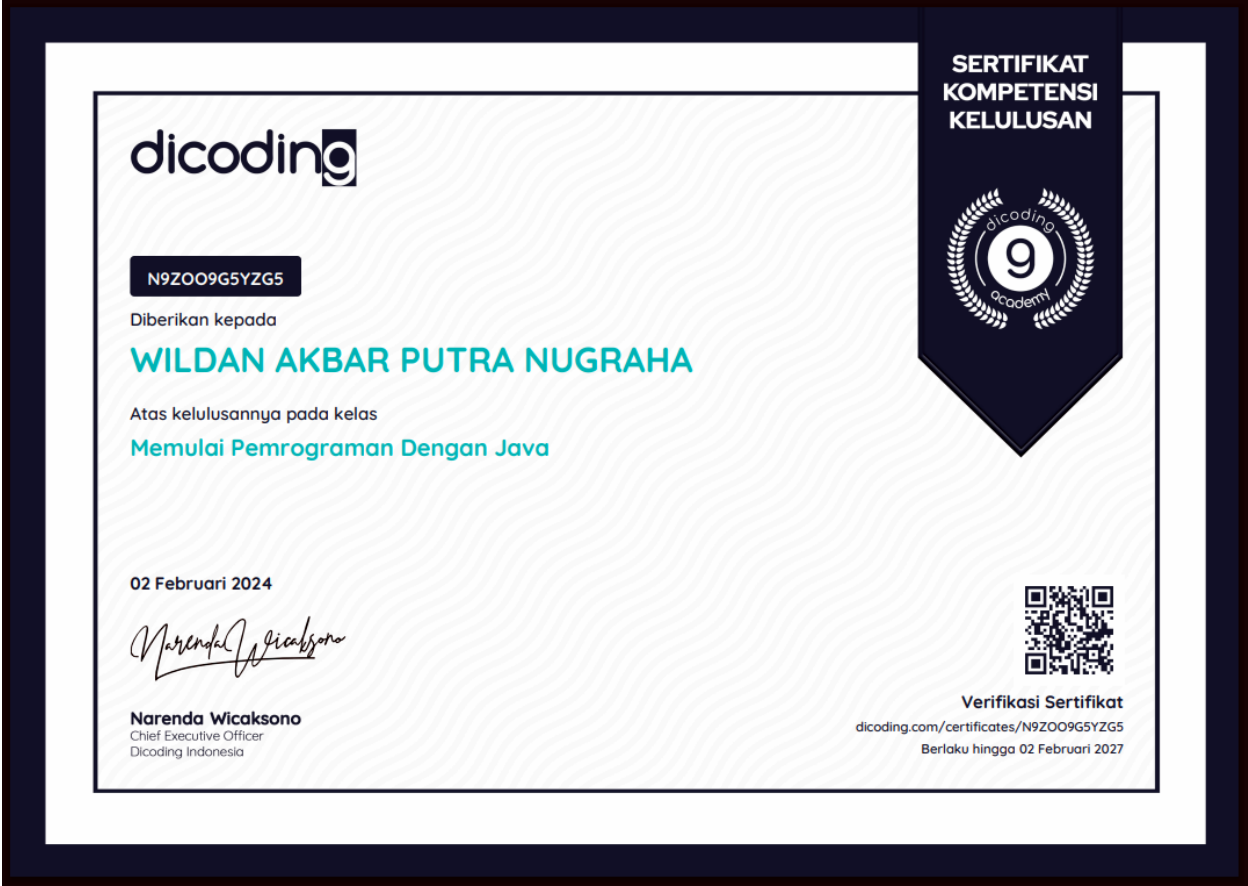 SERTIFIKAT
KOMPETENSI
KELULUSAN
dicoding
dicoding
9
academy
N9ZOO9G5YZG5
Diberikan kepada
WILDAN AKBAR PUTRA NUGRAHA
Atas kelulusannya pada kelas
Memulai Pemrograman Dengan Java
02 Februari 2024
Narenda Wicaksono
Narenda Wicaksono
Chief Executive Officer
Dicoding Indonesia
Verifikasi Sertifikat
dicoding.com/certificates/N9ZOO9G5YZG5
Berlaku hingga 02 Februari 2027